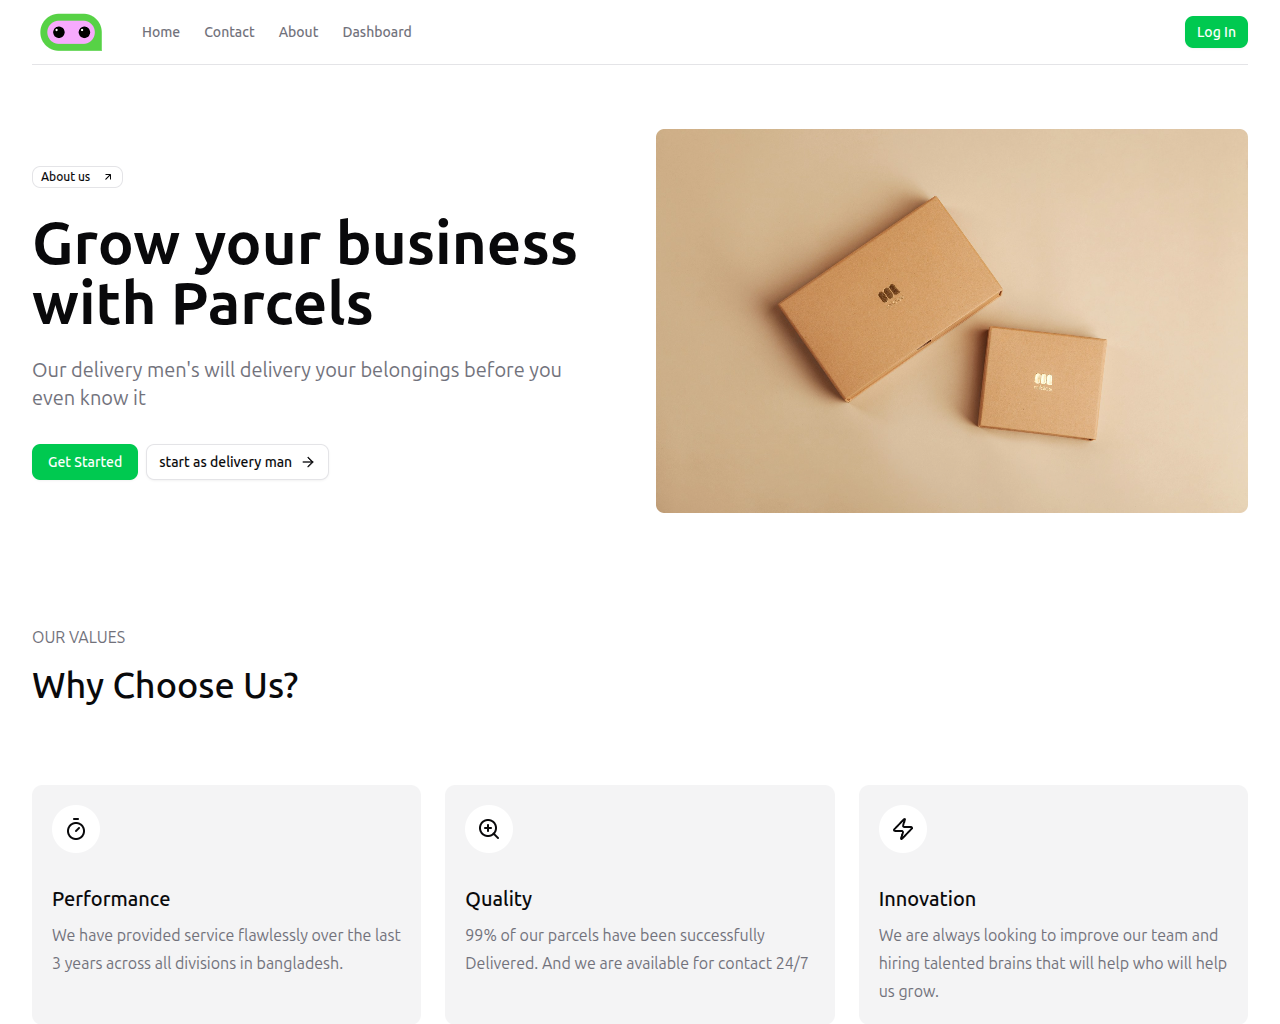 Home Contact About Dashboard Log In
About us
Grow your business
with Parcels
Our delivery men's will delivery your belongings before you
even know it
Get Started start as delivery man
OUR VALUES
Why Choose Us?
Performance
We have provided service flawlessly over the last
3 years across all divisions in bangladesh.
Quality
99% of our parcels have been successfully
Delivered. And we are available for contact 24/7
Innovation
We are always looking to improve our team and
hiring talented brains that will help who will help
us grow.